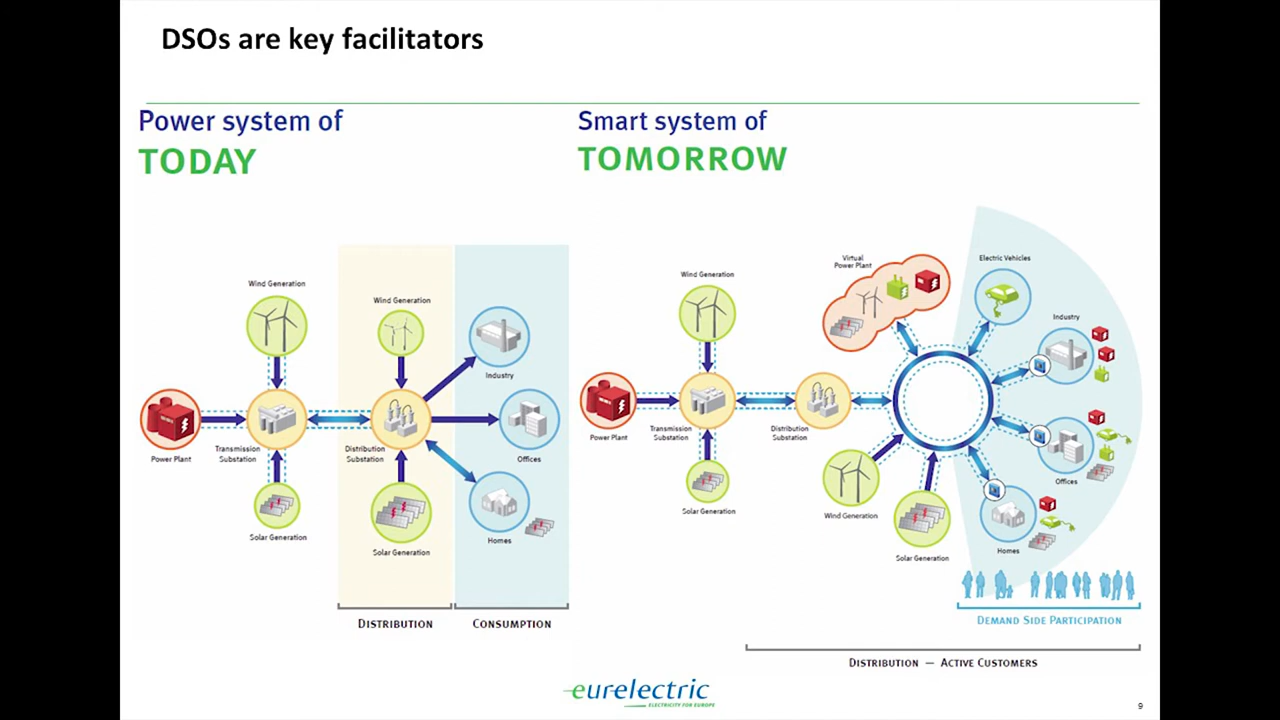 DSOs are key facilitators
Power system of
TODAY
Wind Generation
Wind Generation
Industry
Power Plant
Transmission
Substation
Distribution
Substation
Offices
Solar Generation
Solar Generation
Homes
DISTRIBUTION
CONSUMPTION
Smart system of
TOMORROW
Virtual
Power Plant
Electric Vehicles
Wind Generation
Industry
Power Plant
Transmission
Substation
Distribution
Substation
Offices
Solar Generation
Wind Generation
Solar Generation
Homes
DEMAND SIDE PARTICIPATION
DISTRIBUTION — ACTIVE CUSTOMERS
eurelectric
ELECTRICITY FOR EUROPE
9